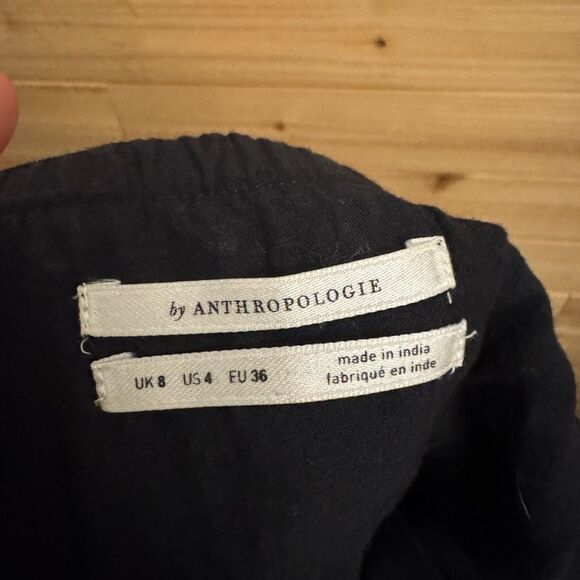 by ANTHROPOLOGIE
UK 8 US 4 EU 36
made in india
fabriqué en inde